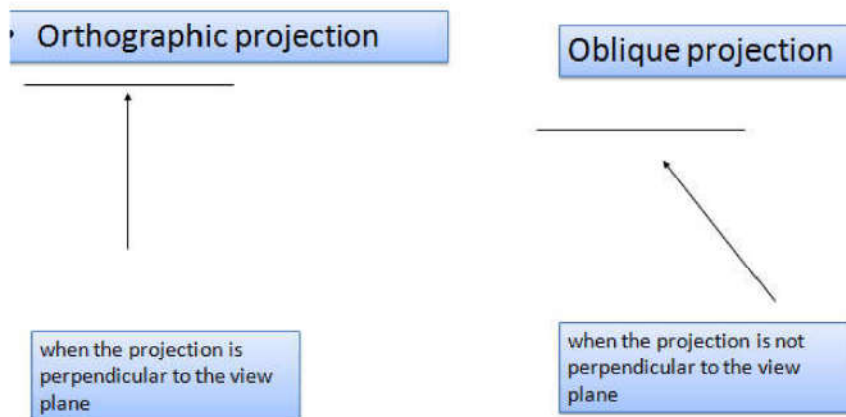 • Orthographic projection
Oblique projection
when the projection is
perpendicular to the view
plane
when the projection is not
perpendicular to the view
plane